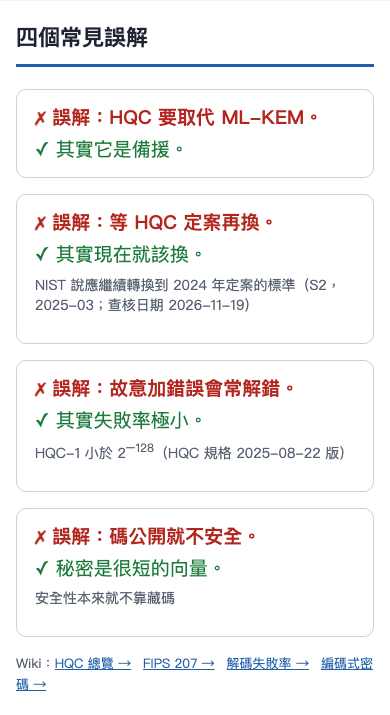 四個常見誤解
✗ 誤解：HQC 要取代 ML-KEM。
✓ 其實它是備援。
✗ 誤解：等 HQC 定案再換。
✓ 其實現在就該換。
NIST 說應繼續轉換到 2024 年定案的標準（S2，
2025-03；查核日期 2026-11-19）
✗ 誤解：故意加錯誤會常解錯。
✓ 其實失敗率極小。
HQC-1 小於 2⁻¹²⁸（HQC 規格 2025-08-22 版）
✗ 誤解：碼公開就不安全。
✓ 秘密是很短的向量。
安全性本來就不靠藏碼
Wiki：HQC 總覽 → FIPS 207 → 解碼失敗率 → 編碼式密
碼 →